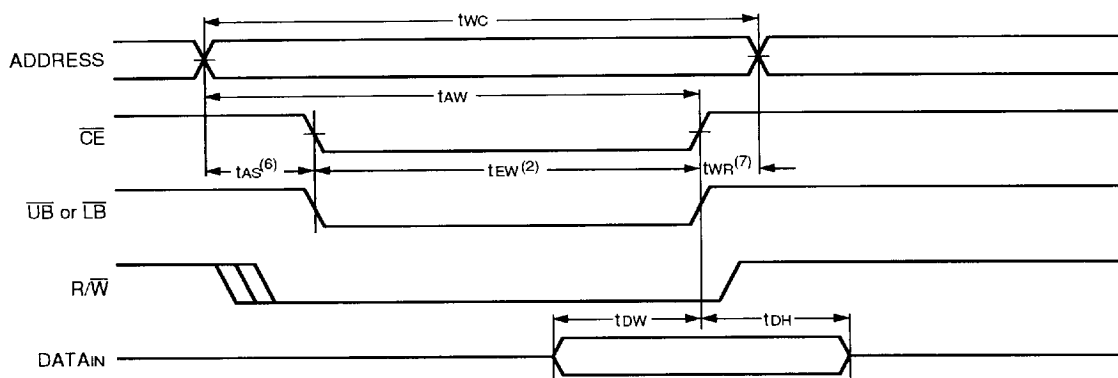 tWC
ADDRESS
tAW
CE
tAS(6) tEW(2) tWR(7)
UB or LB
R/W
tDW tDH
DATAIN